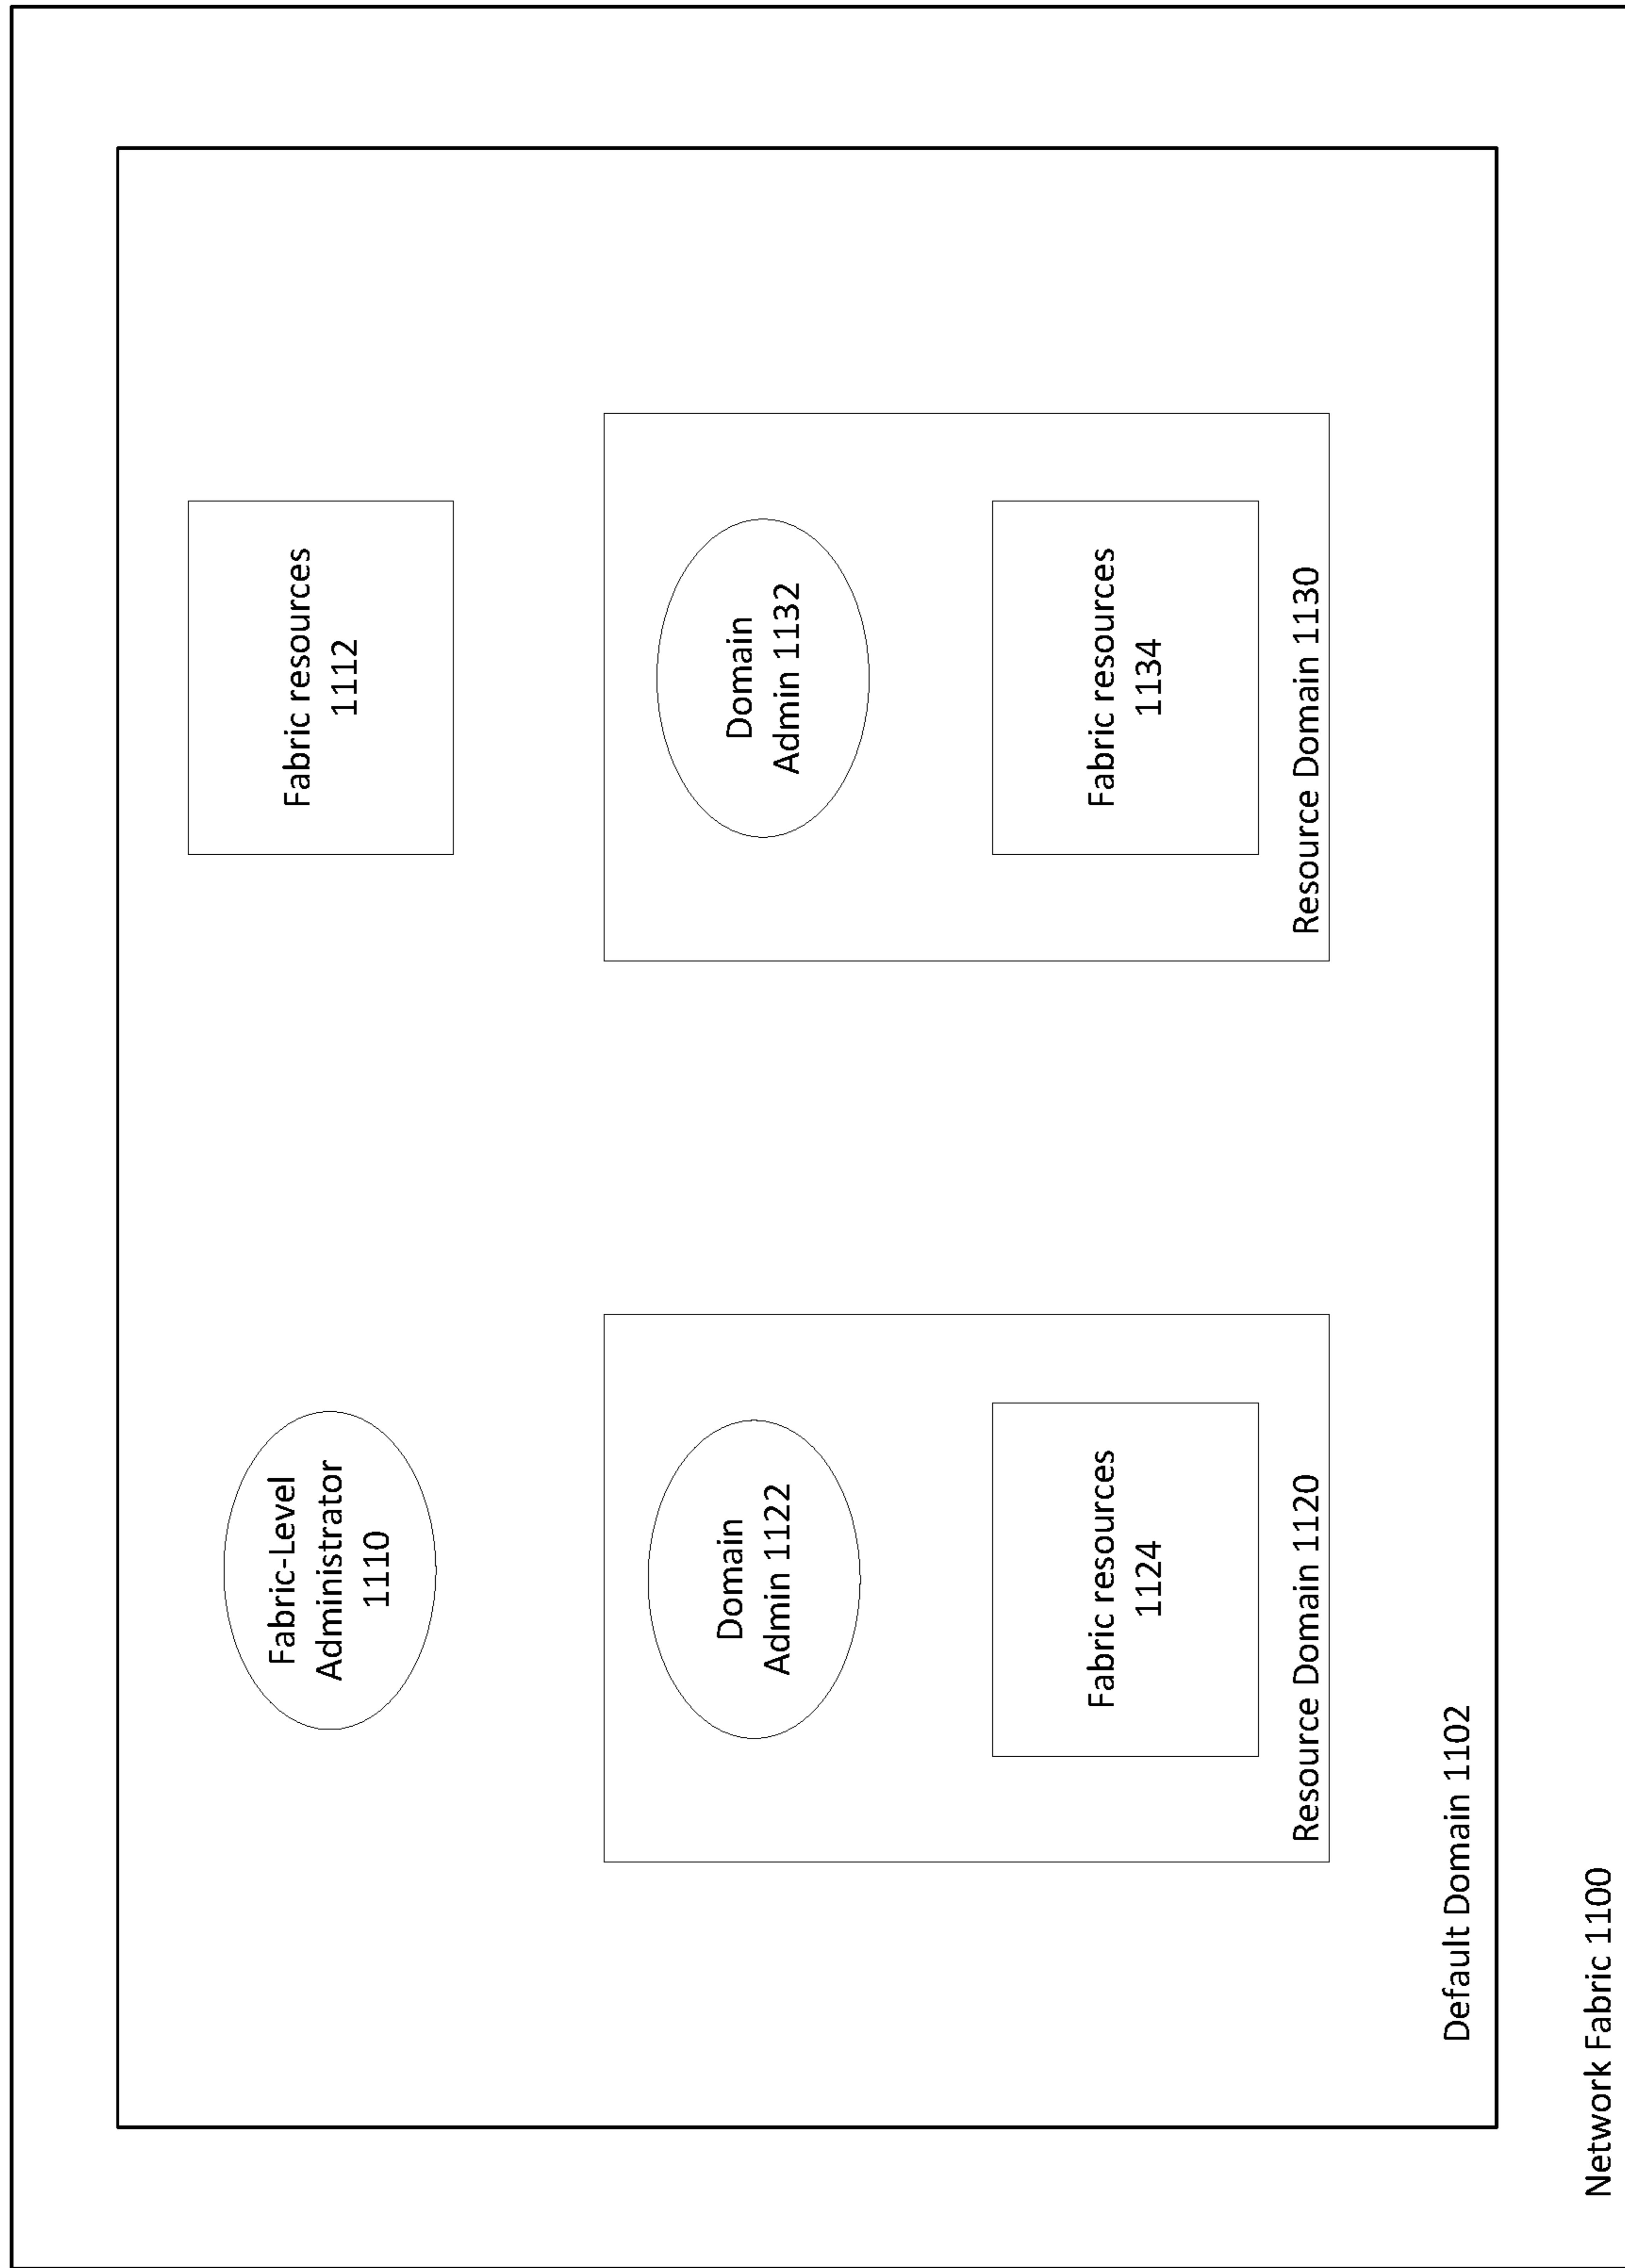 Fabric-Level
Administrator
1110
Fabric resources
1112
Domain
Admin 1122
Domain
Admin 1132
Fabric resources
1124
Fabric resources
1134
Resource Domain 1120
Resource Domain 1130
Default Domain 1102
Network Fabric 1100